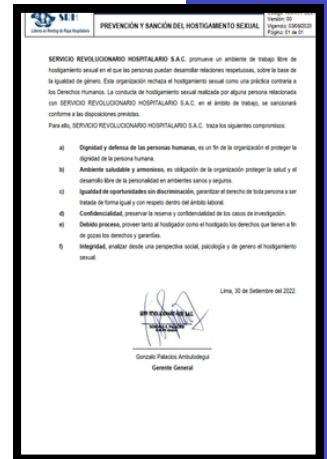 SRH
Líderes en Renting de Ropa Hospitalaria
PREVENCIÓN Y SANCIÓN DEL HOSTIGAMIENTO SEXUAL
Versión: 00
Vigencia: 03/09/2020
Página: 01 de 01
SERVICIO REVOLUCIONARIO HOSPITALARIO S.A.C. promueve un ambiente de trabajo libre de
hostigamiento sexual en el que las personas puedan desarrollar relaciones respetuosas, sobre la base de
la igualdad de género. Esta organización rechaza el hostigamiento sexual como una práctica contraria a
los Derechos Humanos. La conducta de hostigamiento sexual realizada por alguna persona relacionada
con SERVICIO REVOLUCIONARIO HOSPITALARIO S.A.C. en el ámbito de trabajo, se sancionará
conforme a las disposiciones previstas.
Para ello, SERVICIO REVOLUCIONARIO HOSPITALARIO S.A.C. traza los siguientes compromisos:
a) Dignidad y defensa de las personas humanas, es un fin de la organización el proteger la
dignidad de la persona humana.
b) Ambiente saludable y armonioso, es obligación de la organización proteger la salud y el
desarrollo libre de la personalidad en ambientes sanos y seguros.
c) Igualdad de oportunidades sin discriminación, garantizar el derecho de toda persona a ser
tratada de forma igual y con respeto dentro del ámbito laboral.
d) Confidencialidad, preservar la reserva y confidencialidad de los casos de investigación.
e) Debido proceso, proveer tanto al hostigador como el hostigado los derechos que tienen a fin
de gozas los derechos y garantías.
f) Integridad, analizar desde una perspectiva social, psicología y de genero el hostigamiento
sexual.
Lima, 30 de Setiembre del 2022.
Gonzalo Palacios Ambulodegui
Gerente General